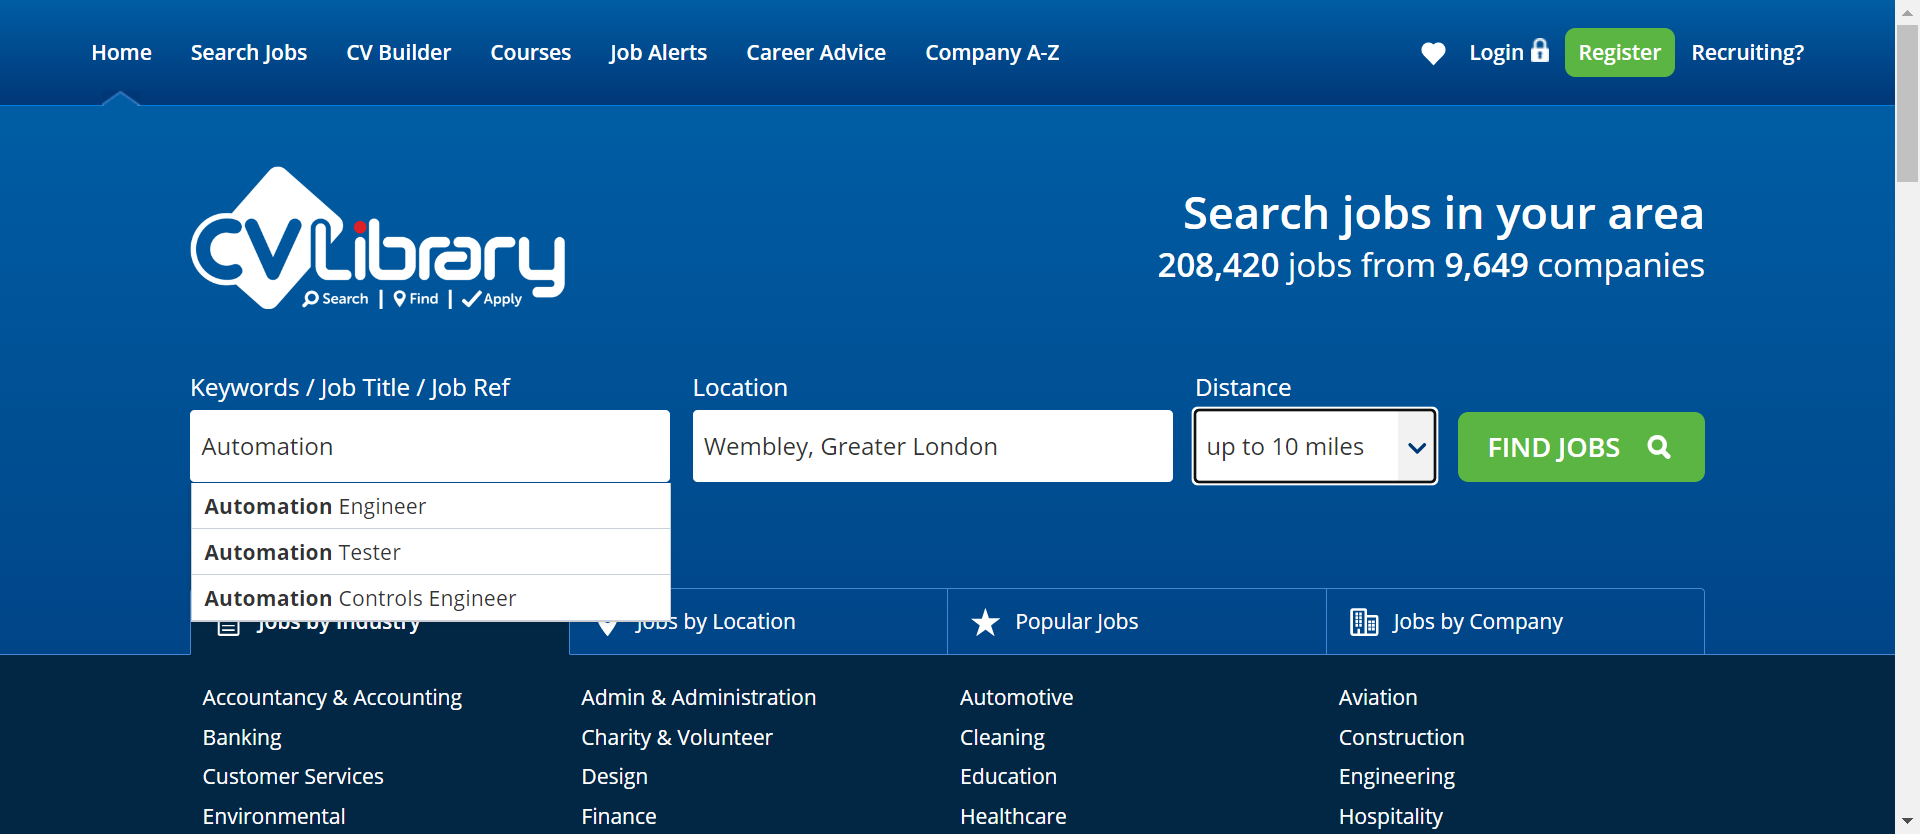 Home Search Jobs CV Builder Courses Job Alerts Career Advice Company A-Z Login Register Recruiting?
CV Library
Search | Find | Apply
Search jobs in your area
208,420 jobs from 9,649 companies
Keywords / Job Title / Job Ref Location Distance
Automation Wembley, Greater London up to 10 miles FIND JOBS
Automation Engineer
Automation Tester
Automation Controls Engineer
Jobs by Industry Jobs by Location Popular Jobs Jobs by Company
Accountancy & Accounting Admin & Administration Automotive Aviation
Banking Charity & Volunteer Cleaning Construction
Customer Services Design Education Engineering
Environmental Finance Healthcare Hospitality